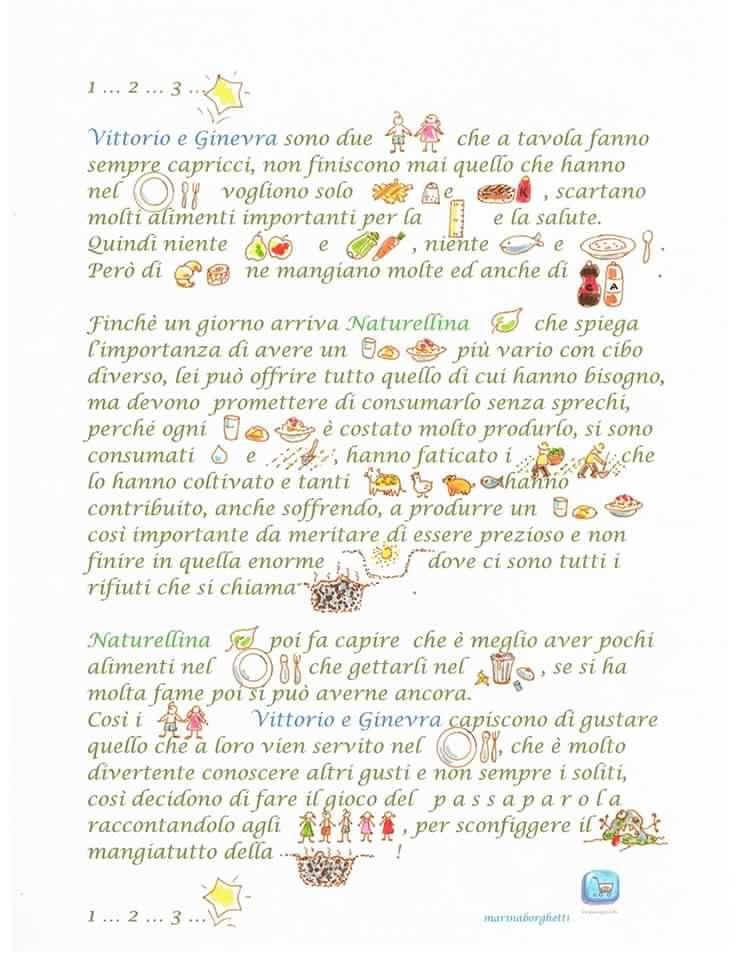 1 ... 2 ... 3 ...
Vittorio e Ginevra sono due che a tavola fanno
sempre capricci, non finiscono mai quello che hanno
nel vogliono solo e K , scartano
molti alimenti importanti per la e la salute.
Quindi niente e , niente e .
Però di ne mangiano molte ed anche di C A .
Finchè un giorno arriva Naturellina che spiega
l'importanza di avere un più vario con cibo
diverso, lei può offrire tutto quello di cui hanno bisogno,
ma devono promettere di consumarlo senza sprechi,
perché ogni è costato molto produrlo, si sono
consumati e , hanno faticato i che
lo hanno coltivato e tanti hanno
contribuito, anche soffrendo, a produrre un
così importante da meritare di essere prezioso e non
finire in quella enorme dove ci sono tutti i
rifiuti che si chiama .
Naturellina poi fa capire che è meglio aver pochi
alimenti nel che gettarli nel , se si ha
molta fame poi si può averne ancora.
Così i Vittorio e Ginevra capiscono di gustare
quello che a loro vien servito nel , che è molto
divertente conoscere altri gusti e non sempre i soliti,
così decidono di fare il gioco del p a s s a p a r o l a
raccontandolo agli , per sconfiggere il
mangiatutto della !
1 ... 2 ... 3 ...
marinaborghetti